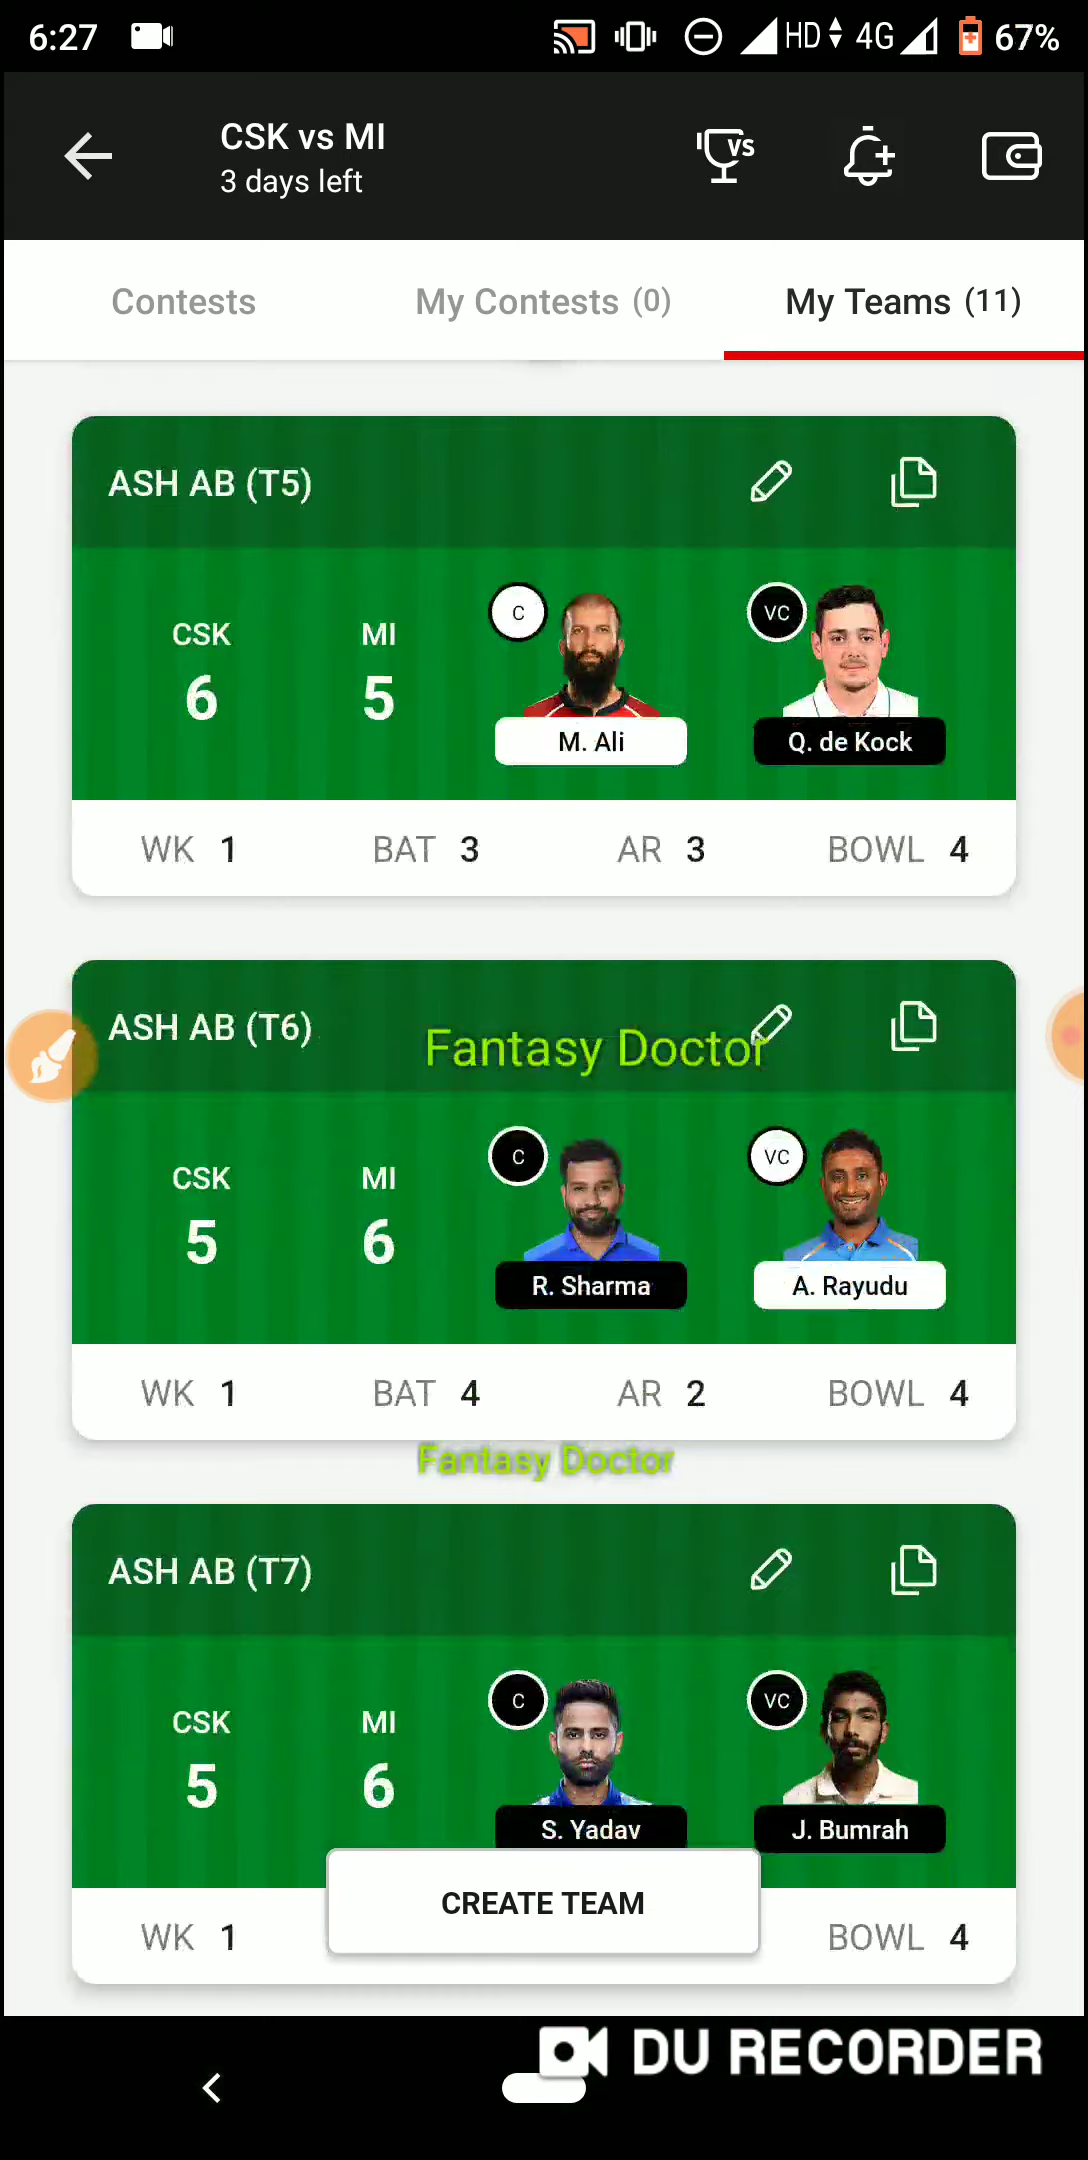 6:27 HD 4G 67%
CSK vs MI
3 days left
VS
Contests My Contests (0) My Teams (11)
ASH AB (T5)
CSK MI C VC
6 5
M. Ali Q. de Kock
WK 1 BAT 3 AR 3 BOWL 4
ASH AB (T6) Fantasy Doctor
CSK MI C VC
5 6
R. Sharma A. Rayudu
WK 1 BAT 4 AR 2 BOWL 4
Fantasy Doctor
ASH AB (T7)
CSK MI C VC
5 6
S. Yadav J. Bumrah
CREATE TEAM
WK 1 BOWL 4
DU RECORDER